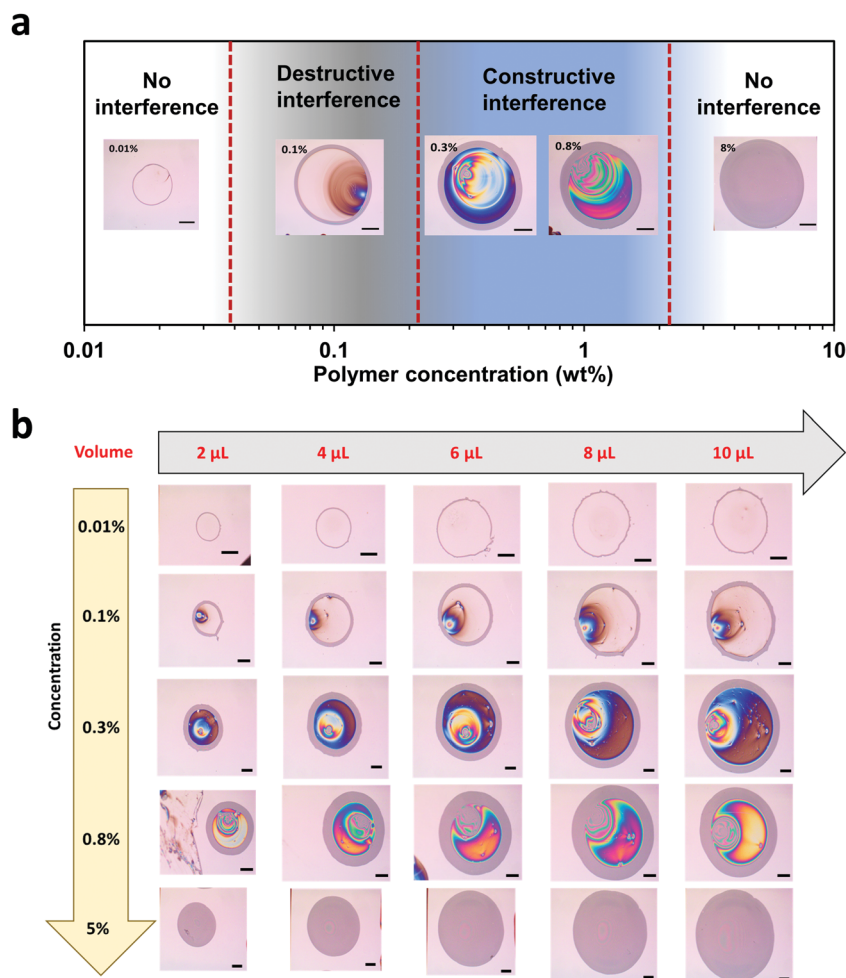 a
No
interference
Destructive
interference
Constructive
interference
No
interference
0.01%
0.1%
0.3%
0.8%
8%
0.01
0.1
1
10
Polymer concentration (wt%)
b
Volume
2 µL
4 µL
6 µL
8 µL
10 µL
Concentration
0.01%
0.1%
0.3%
0.8%
5%